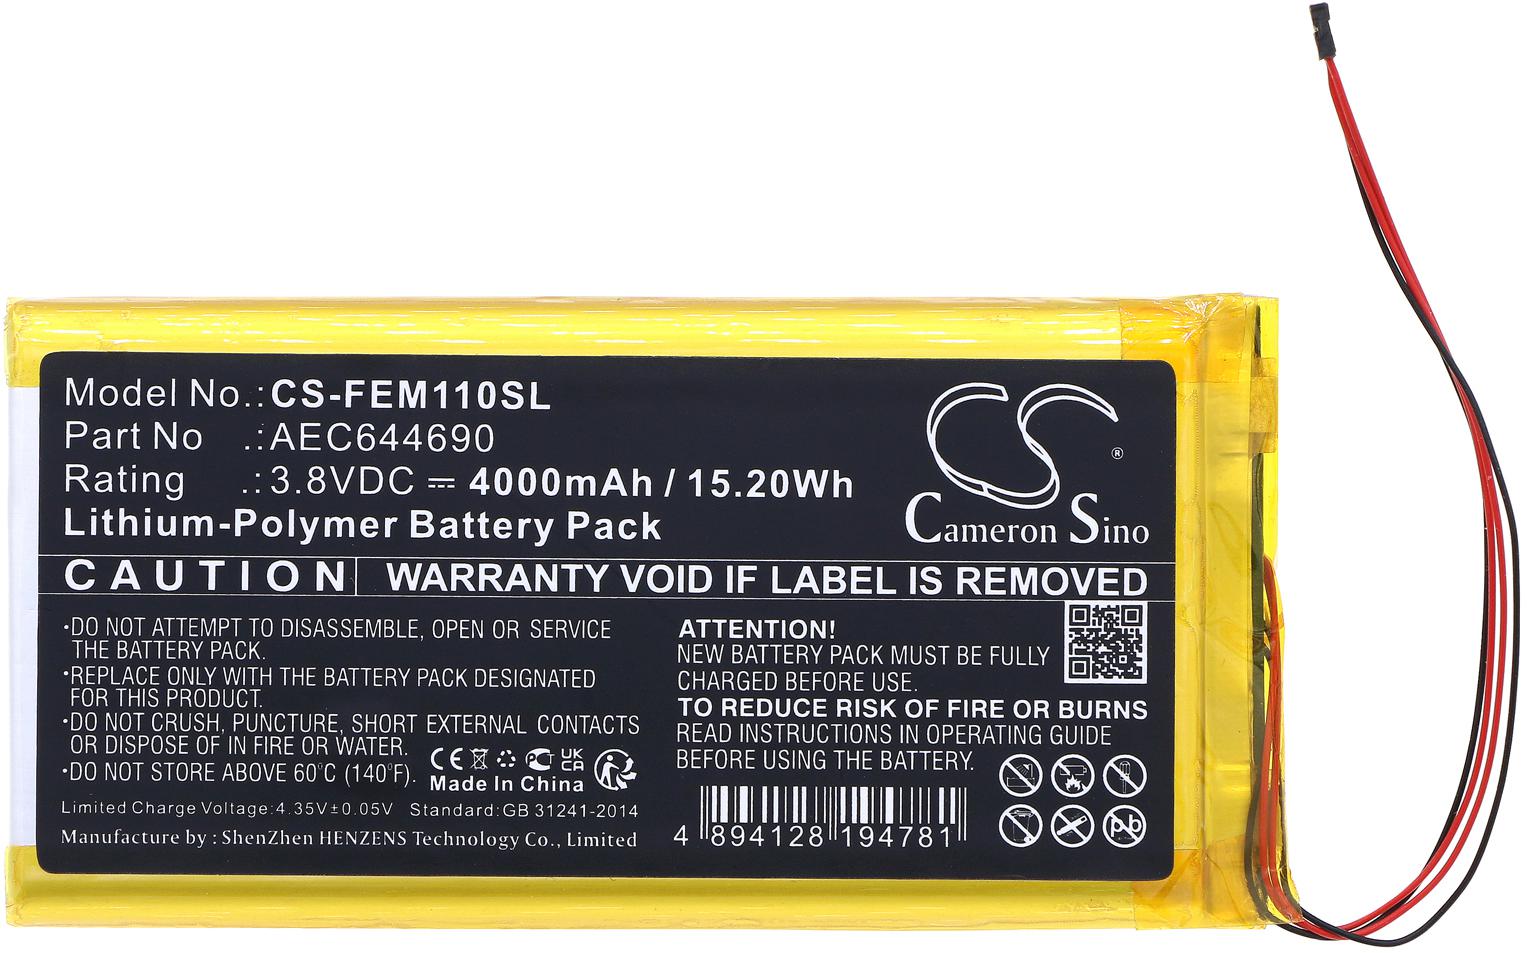 Model No.: CS-FEM110SL
Part No .: AEC644690
Rating .: 3.8VDC ⎓ 4000mAh / 15.20Wh
Lithium-Polymer Battery Pack
CS ®
Cameron Sino
CAUTION WARRANTY VOID IF LABEL IS REMOVED
·DO NOT ATTEMPT TO DISASSEMBLE, OPEN OR SERVICE
THE BATTERY PACK.
·REPLACE ONLY WITH THE BATTERY PACK DESIGNATED
FOR THIS PRODUCT.
·DO NOT CRUSH, PUNCTURE, SHORT EXTERNAL CONTACTS
OR DISPOSE OF IN FIRE OR WATER.
·DO NOT STORE ABOVE 60°C (140°F).
CE UK CA
Made In China
Limited Charge Voltage:4.35V±0.05V Standard:GB 31241-2014
Manufacture by : ShenZhen HENZENS Technology Co., Limited
ATTENTION!
NEW BATTERY PACK MUST BE FULLY
CHARGED BEFORE USE.
TO REDUCE RISK OF FIRE OR BURNS
READ INSTRUCTIONS IN OPERATING GUIDE
BEFORE USING THE BATTERY PACK.
4 894128 194781
Pb